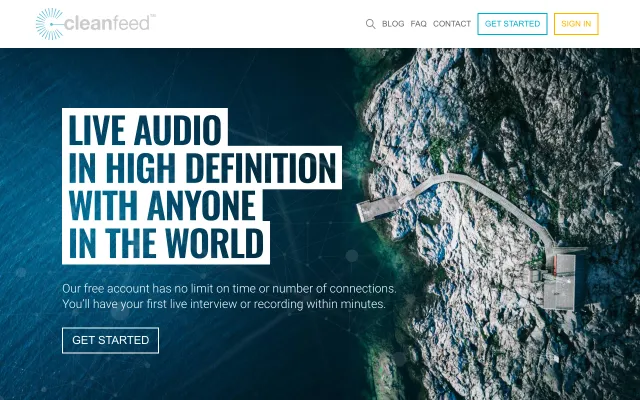 cleanfeed™
BLOG FAQ CONTACT GET STARTED SIGN IN
LIVE AUDIO
IN HIGH DEFINITION
WITH ANYONE
IN THE WORLD
Our free account has no limit on time or number of connections.
You'll have your first live interview or recording within minutes.
GET STARTED